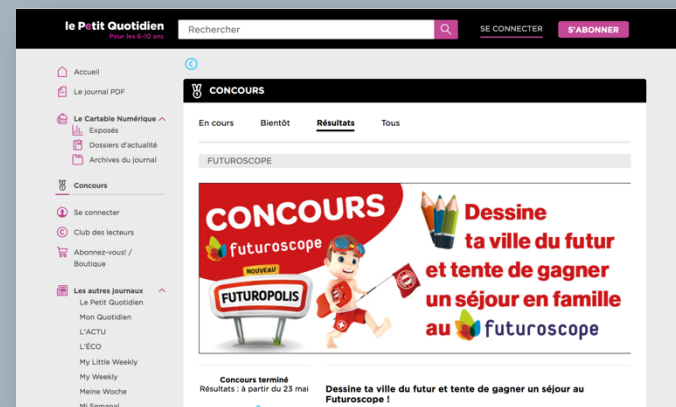 le Petit Quotidien
Pour les 6-10 ans
Rechercher
SE CONNECTER
S'ABONNER
Accueil
Le journal PDF
Le Cartable Numérique
Exposés
Dossiers d'actualité
Archives du journal
Concours
Se connecter
Club des lecteurs
Abonnez-vous! /
Boutique
Les autres journaux
Le Petit Quotidien
Mon Quotidien
L'ACTU
L'ÉCO
My Little Weekly
My Weekly
Meine Woche
Mi Semanal
CONCOURS
En cours
Bientôt
Résultats
Tous
FUTUROSCOPE
CONCOURS
futuroscope
NOUVEAU
FUTUROPOLIS
Dessine
ta ville du futur
et tente de gagner
un séjour en famille
au futuroscope
Concours terminé
Résultats : à partir du 23 mai
Dessine ta ville du futur et tente de gagner un séjour au
Futuroscope !